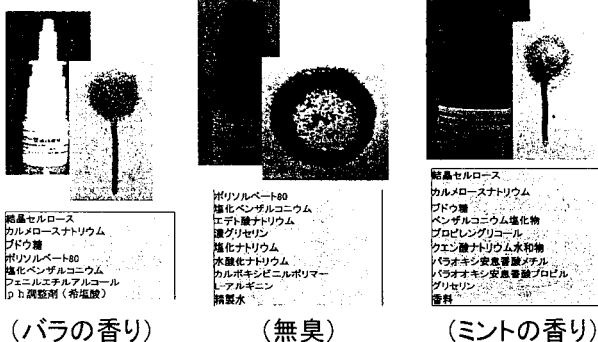 結晶セルロース
カルメロースナトリウム
ブドウ糖
ポリソルベート80
塩化ベンザルコニウム
フェニルエチルアルコール
ph調整剤(希塩酸)
(バラの香り)
ポリソルベート80
塩化ベンザルコニウム
エデト酸ナトリウム
濃グリセリン
塩化ナトリウム
水酸化ナトリウム
カルボキシビニルポリマー
L-アルギニン
精製水
(無臭)
結晶セルロース
カルメロースナトリウム
ブドウ糖
ベンザルコニウム塩化物
プロピレングリコール
クエン酸ナトリウム水和物
パラオキシ安息香酸メチル
パラオキシ安息香酸プロピル
グリセリン
香料
(ミントの香り)